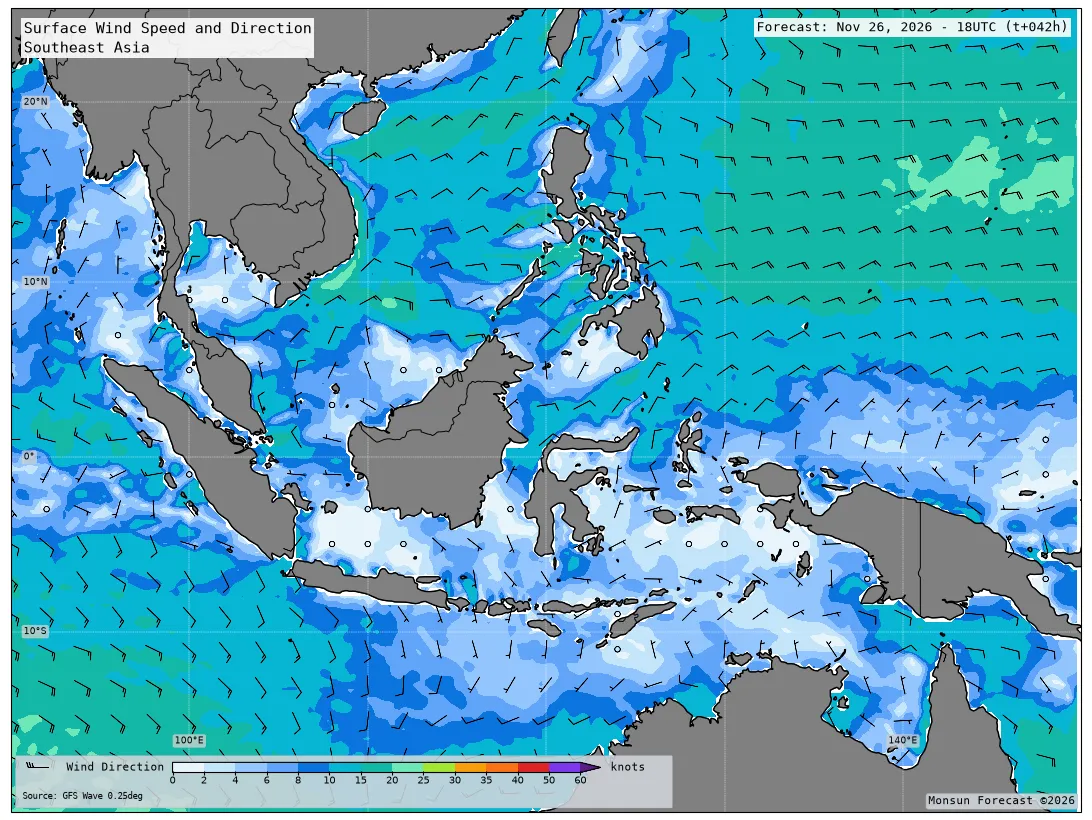 Surface Wind Speed and Direction
Southeast Asia
Forecast: Nov 26, 2026 - 18UTC (t+042h)
20°N
10°N
0°
10°S
100°E
140°E
Wind Direction
0 2 4 6 8 10 15 20 25 30 35 40 50 60
knots
Source: GFS Wave 0.25deg
Monsun Forecast ©2026